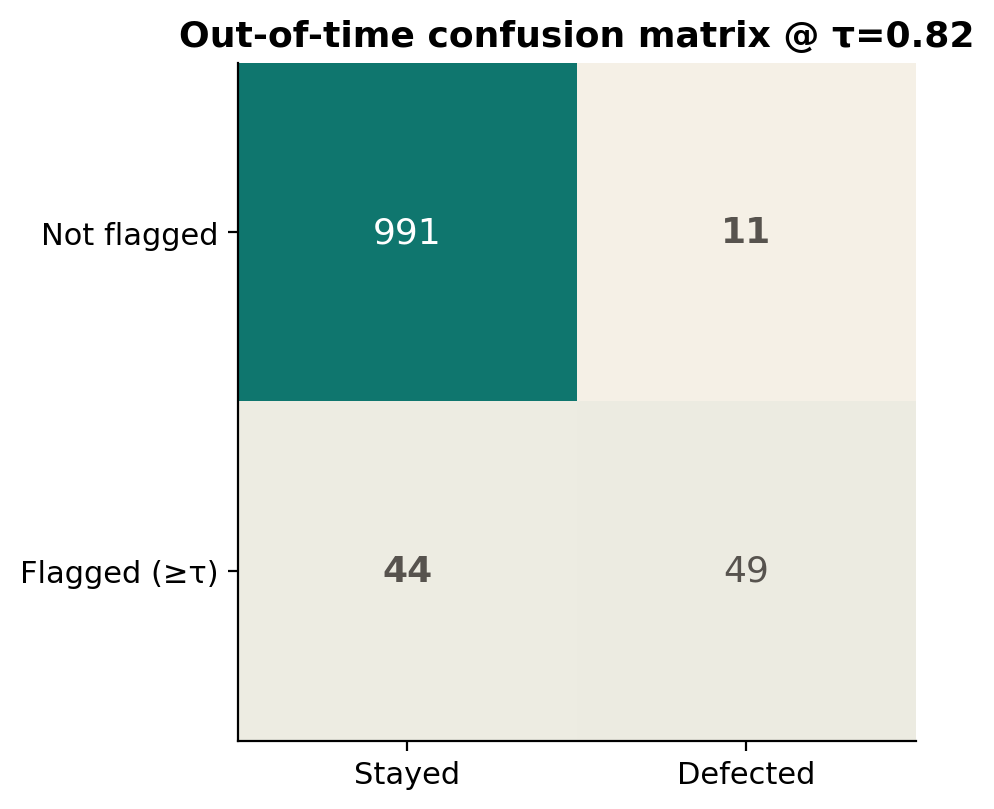 Out-of-time confusion matrix @ τ=0.82
Not flagged
991
11
Flagged (≥τ)
44
49
Stayed
Defected